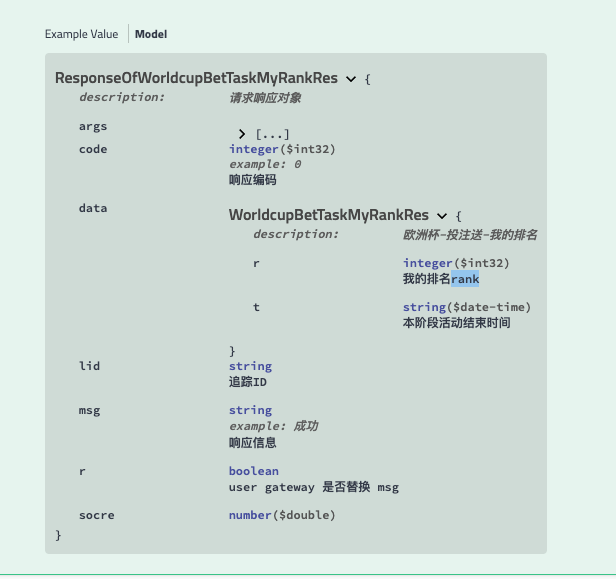 Example Value Model
ResponseOfWorldcupBetTaskMyRankRes {
description: 请求响应对象
args [...]
code integer($int32)
example: 0
响应编码
data WorldcupBetTaskMyRankRes {
description: 欧洲杯-投注送-我的排名
r integer($int32)
我的排名rank
t string($date-time)
本阶段活动结束时间
}
lid string
追踪ID
msg string
example: 成功
响应信息
r boolean
user gateway 是否替换 msg
socre number($double)
}